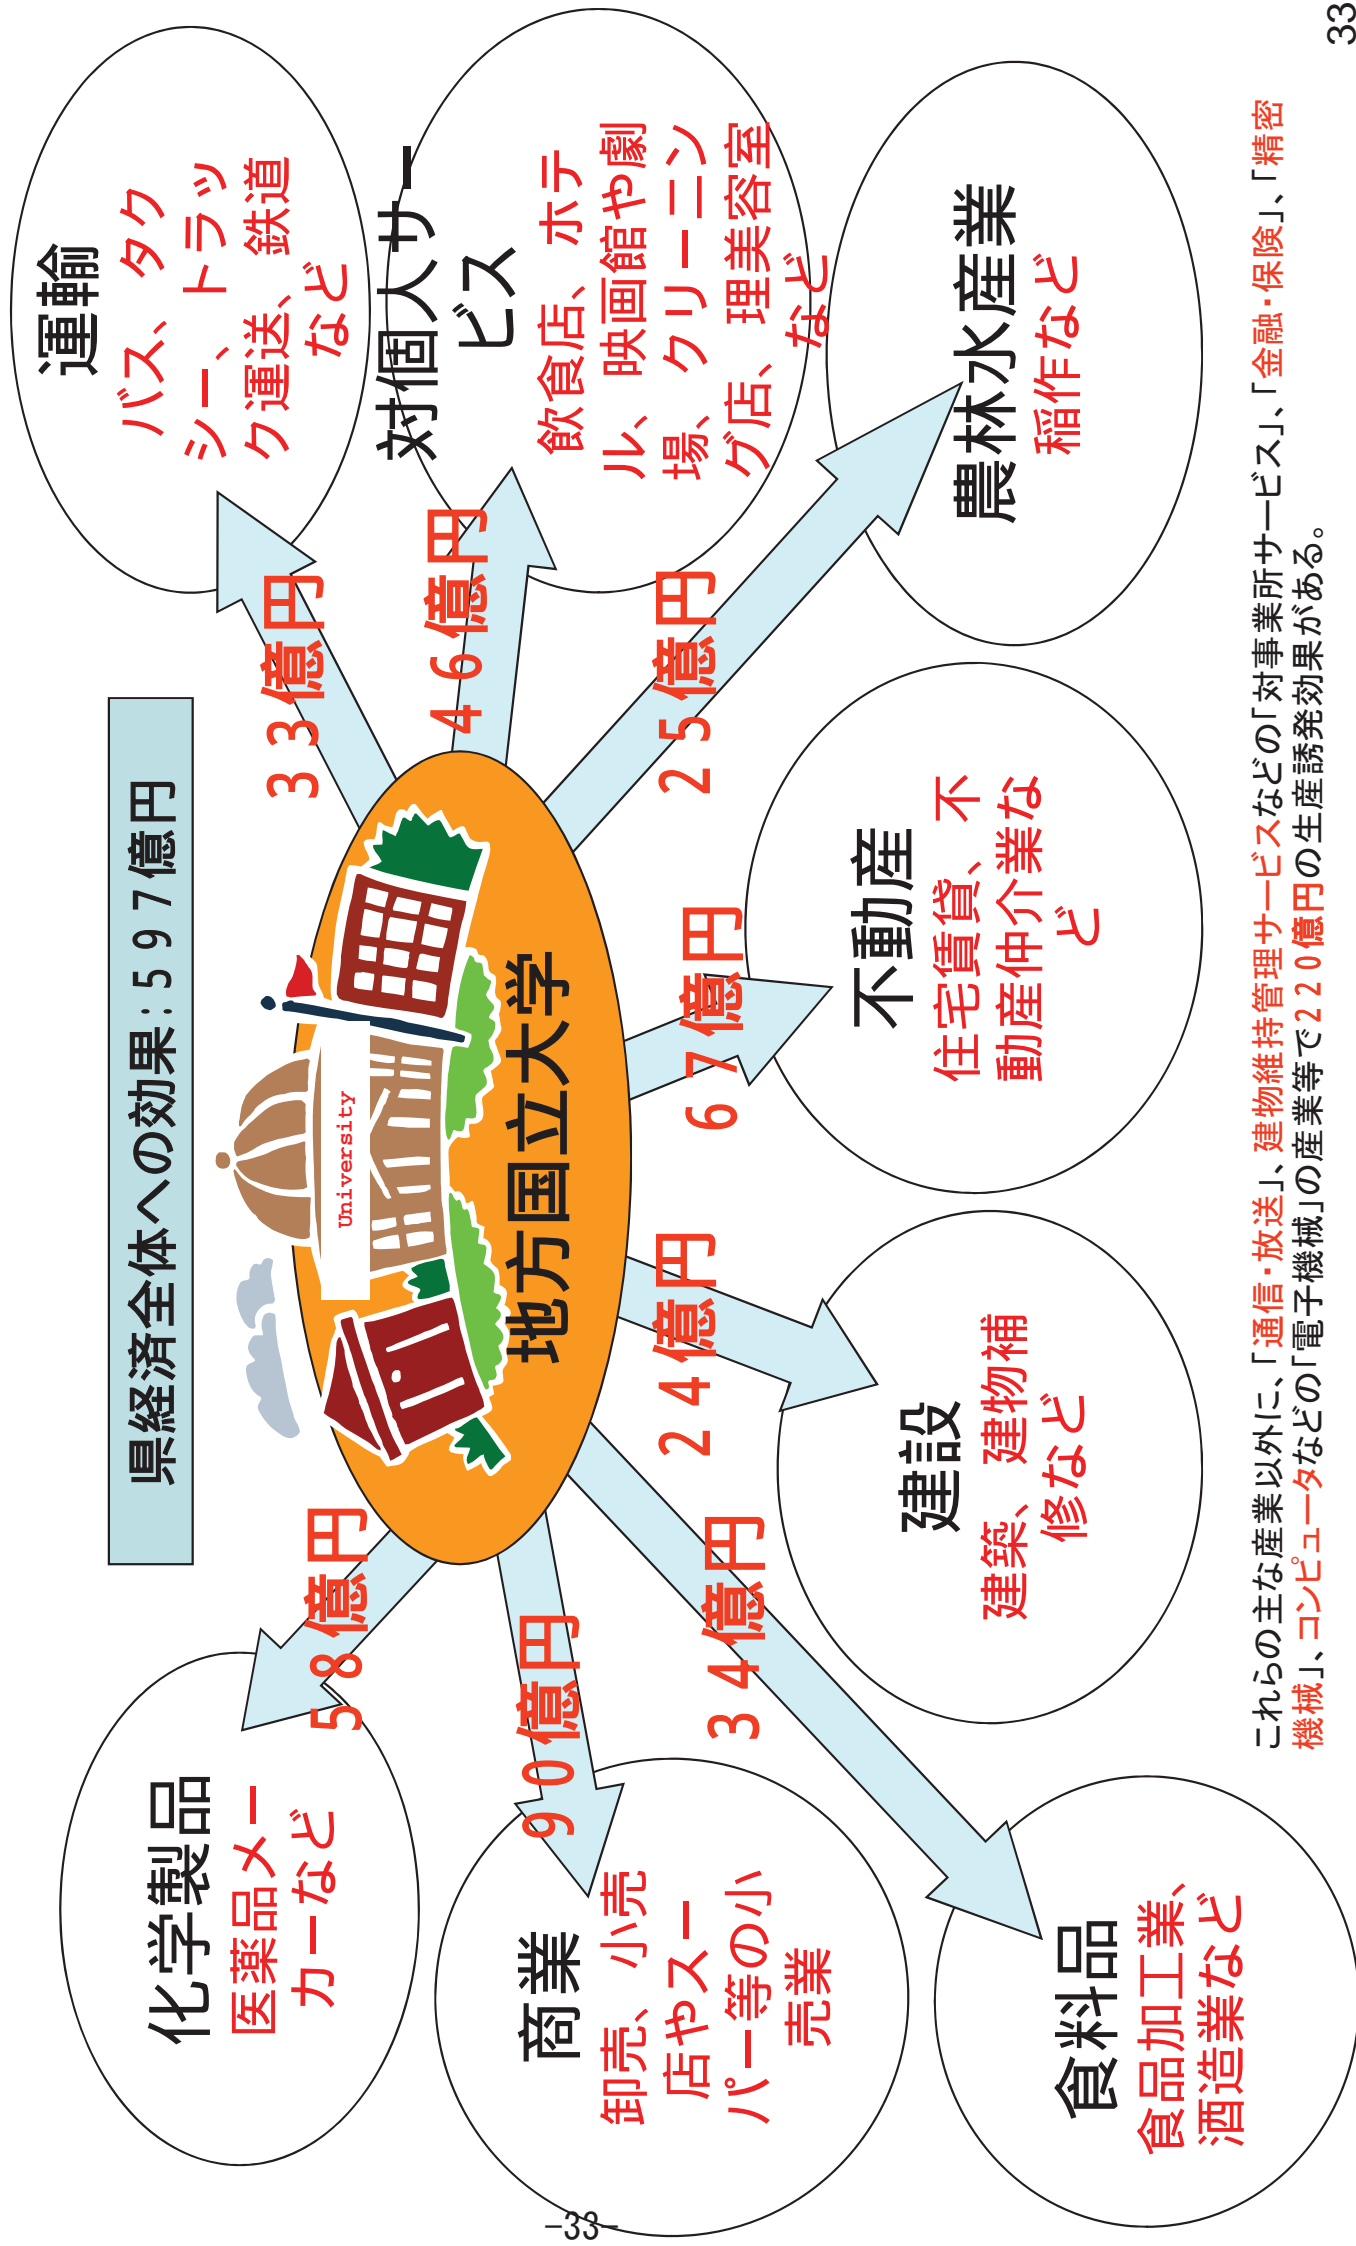 県経済全体への効果：５９７億円
化学製品
医薬品メー
カーなど
５８億円
商業
卸売、小売
店やスー
パー等の小
売業
９０億円
食料品
食品加工業、
酒造業など
３４億円
建設
建築、建物補
修など
２４億円
不動産
住宅賃貸、不
動産仲介業な
ど
６７億円
農林水産業
稲作など
２５億円
対個人サー
ビス
飲食店、ホテ
ル、映画館や劇
場、クリーニン
グ店、理美容室
など
４６億円
運輸
バス、タク
シー、トラッ
ク運送、鉄道
など
３３億円
University
地方国立大学
これらの主な産業以外に、「通信・放送」、建物維持管理サービスなどの「対事業所サービス」、「金融・保険」、「精密
機械」、コンピュータなどの「電子機械」の産業等で２２０億円の生産誘発効果がある。
33
-33-